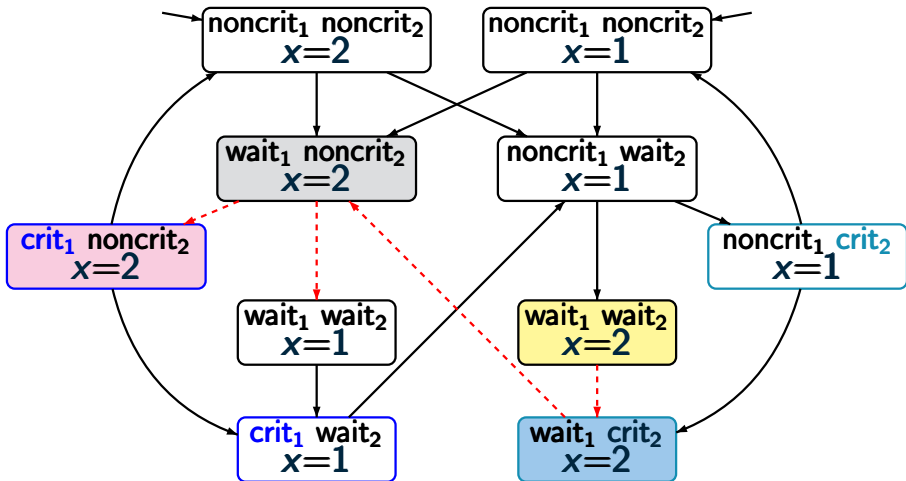 noncrit₁ noncrit₂
x=2
noncrit₁ noncrit₂
x=1
wait₁ noncrit₂
x=2
noncrit₁ wait₂
x=1
crit₁ noncrit₂
x=2
noncrit₁ crit₂
x=1
wait₁ wait₂
x=1
wait₁ wait₂
x=2
crit₁ wait₂
x=1
wait₁ crit₂
x=2